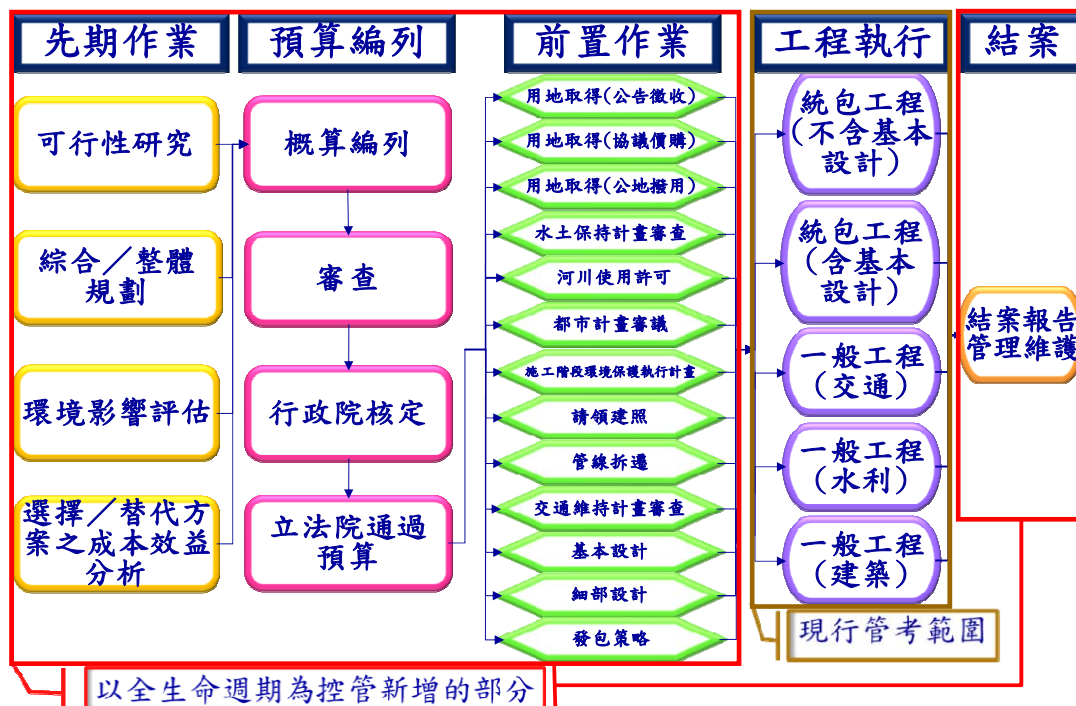 先期作業
可行性研究
綜合／整體
規劃
環境影響評估
選擇／替代方
案之成本效益
分析
預算編列
概算編列
審查
行政院核定
立法院通過
預算
前置作業
用地取得(公告徵收)
用地取得(協議價購)
用地取得(公地撥用)
水土保持計畫審查
河川使用許可
都市計畫審議
施工階段環境保護執行計畫
請領建照
管線拆遷
交通維持計畫審查
基本設計
細部設計
發包策略
工程執行
統包工程
(不含基本
設計)
統包工程
(含基本
設計)
一般工程
(交通)
一般工程
(水利)
一般工程
(建築)
結案
結案報告
管理維護
現行管考範圍
以全生命週期為控管新增的部分